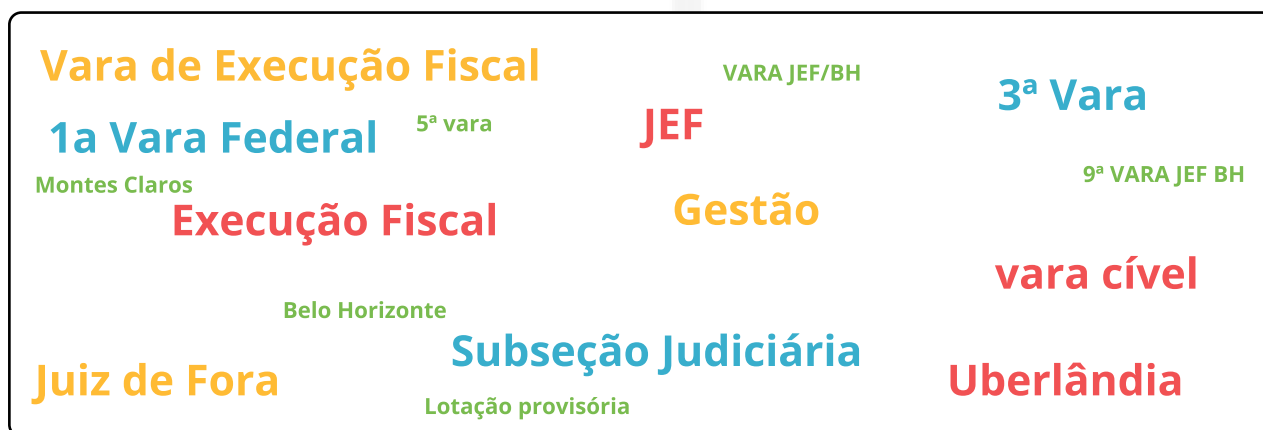 Vara de Execução Fiscal
VARA JEF/BH
3ª Vara
1a Vara Federal
5ª vara
JEF
Montes Claros
9ª VARA JEF BH
Execução Fiscal
Gestão
vara cível
Belo Horizonte
Subseção Judiciária
Juiz de Fora
Uberlândia
Lotação provisória